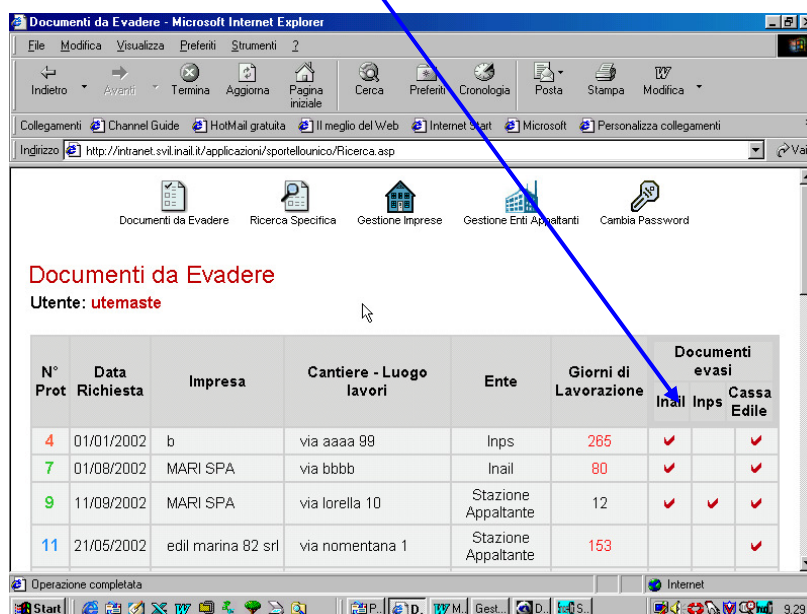 Documenti da Evadere - Microsoft Internet Explorer
File Modifica Visualizza Preferiti Strumenti ?
Indietro Avanti Termina Aggiorna Pagina iniziale Cerca Preferiti Cronologia Posta Stampa Modifica
Collegamenti Channel Guide HotMail gratuita Il meglio del Web Internet Start Microsoft Personalizza collegamenti
Indirizzo http://intranet.svil.inail.it/applicazioni/sportellounico/Ricerca.asp Vai
Documenti da Evadere Ricerca Specifica Gestione Imprese Gestione Enti Appaltanti Cambia Password
Documenti da Evadere
Utente: utemaste
N° Prot Data Richiesta Impresa Cantiere - Luogo lavori Ente Giorni di Lavorazione Documenti evasi
Inail Inps Cassa Edile
4 01/01/2002 b via aaaa 99 Inps 265
7 01/08/2002 MARI SPA via bbbb Inail 80
9 11/09/2002 MARI SPA via lorella 10 Stazione Appaltante 12
11 21/05/2002 edil marina 82 srl via nomentana 1 Stazione Appaltante 153
Operazione completata Internet
Start P.. D. M.. Gest... D.. S... 9.29